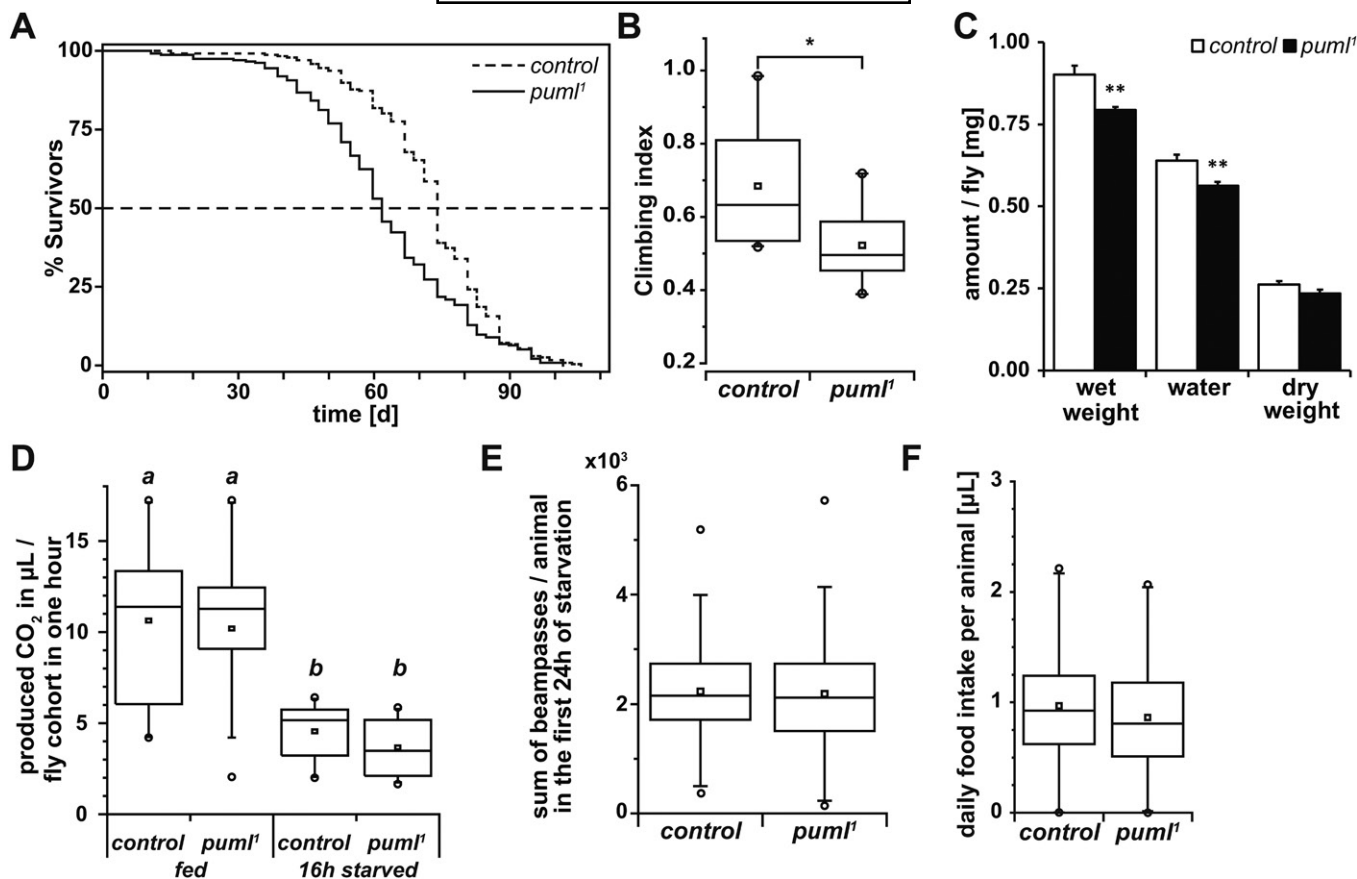 A
100
75
50
25
0
% Survivors
0 30 60 90
time [d]
control
puml¹
B
*
1.0
0.8
0.6
0.4
0.2
Climbing index
control puml¹
C
control puml¹
1.00
0.75
0.50
0.25
0.00
amount / fly [mg]
**
**
wet
weight
water
dry
weight
D
a a
b b
15
10
5
0
produced CO₂ in µL /
fly cohort in one hour
control puml¹ control puml¹
fed 16h starved
E
x10³
6
4
2
0
sum of beampasses / animal
in the first 24h of starvation
control puml¹
F
3
2
1
0
daily food intake per animal [µL]
control puml¹